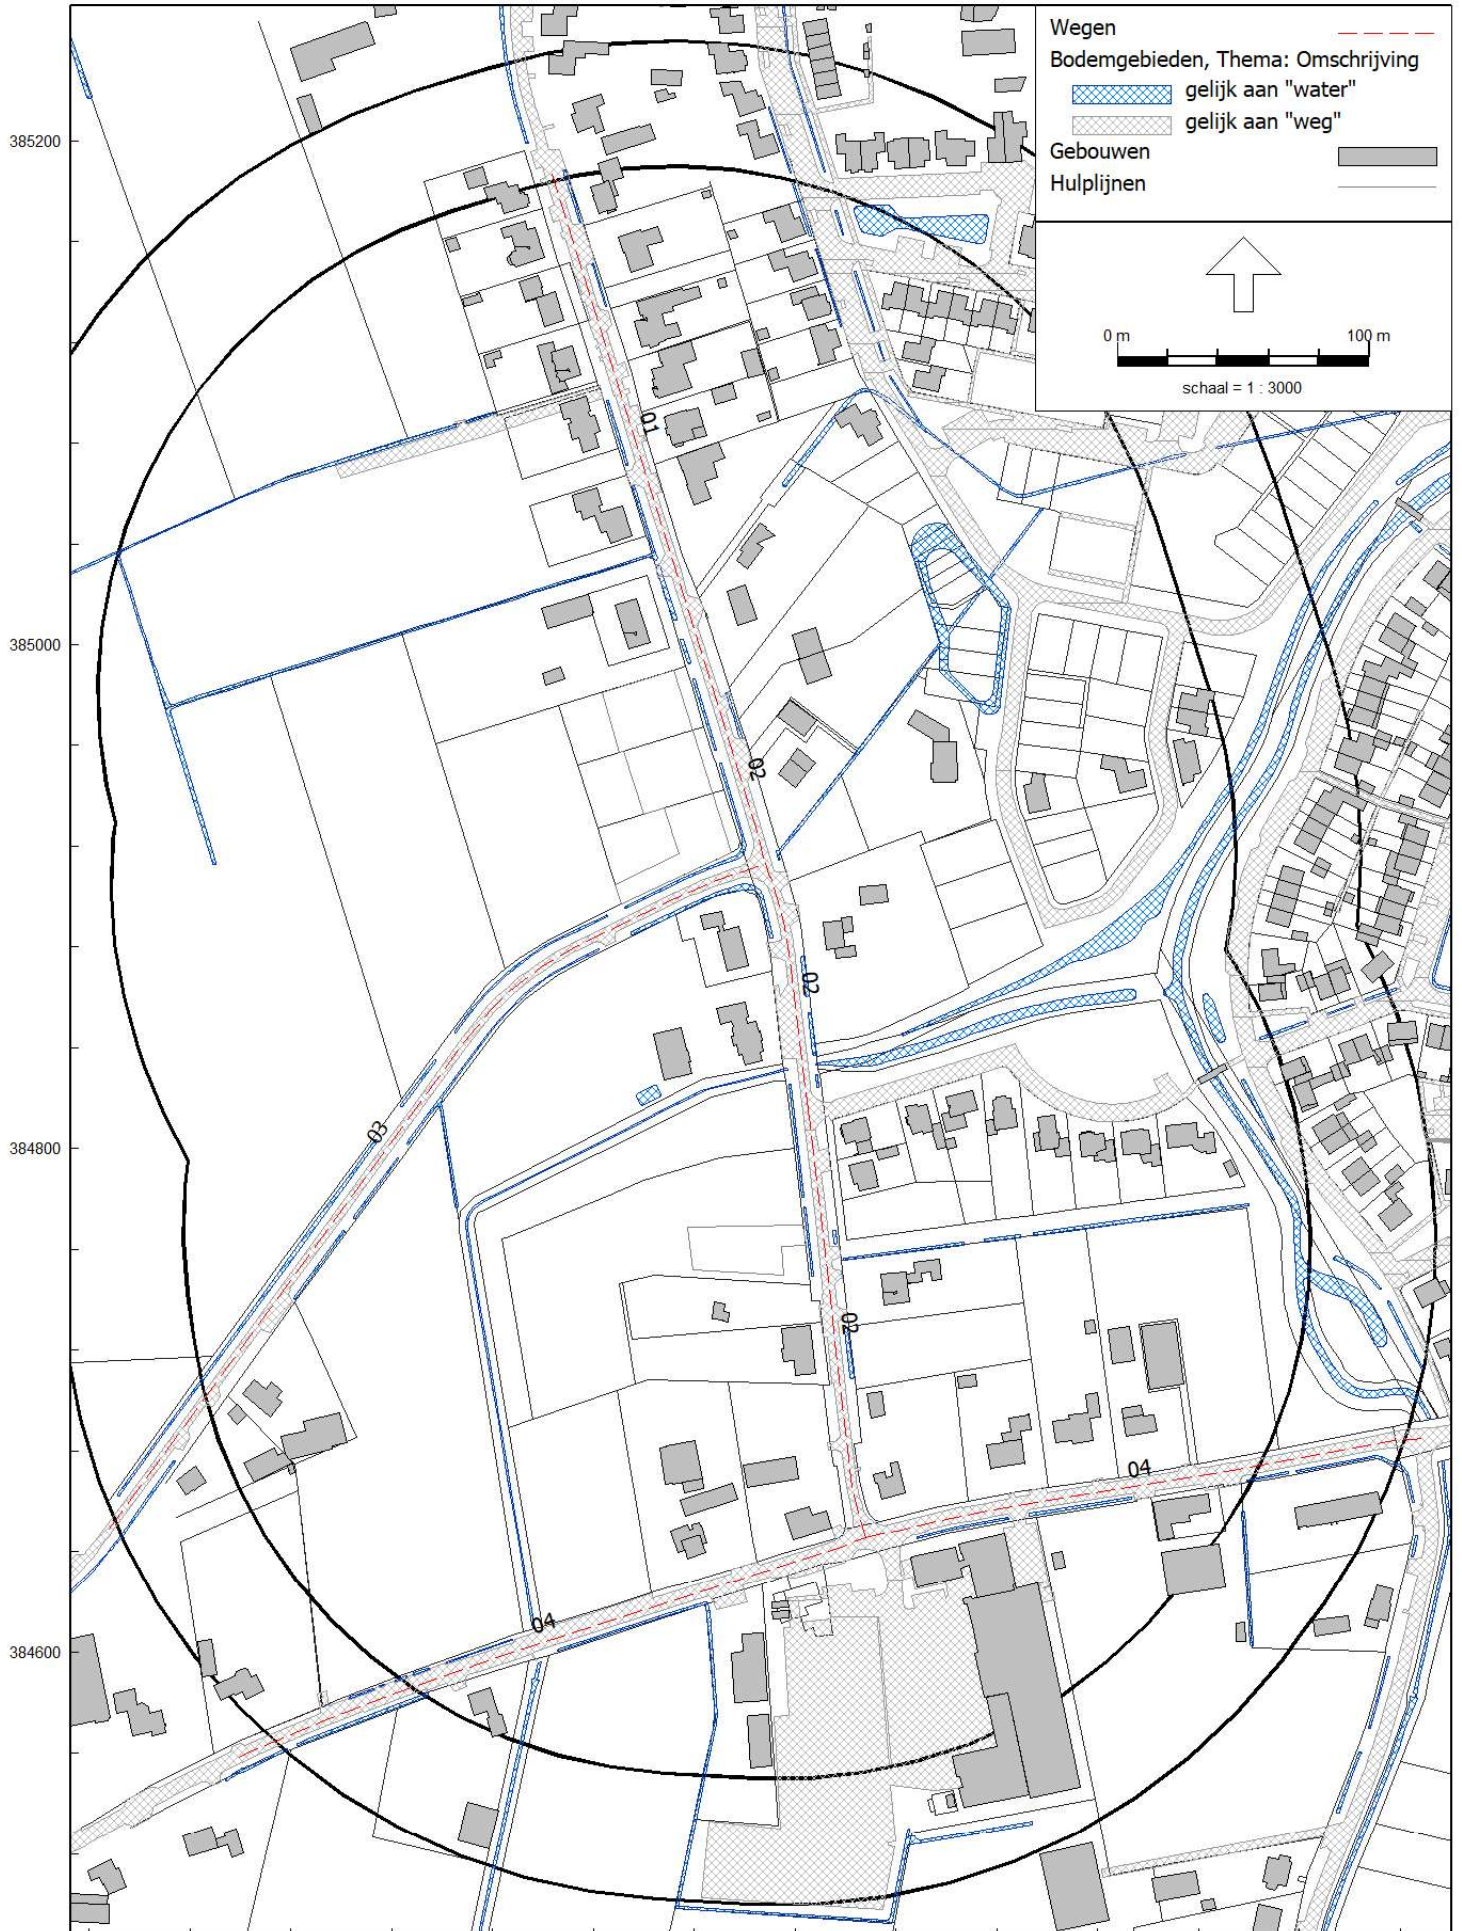 Wegen
Bodemgebieden, Thema: Omschrijving
gelijk aan "water"
gelijk aan "weg"
Gebouwen
Hulplijnen
0 m 100 m
schaal = 1 : 3000
385200
01
385000
02
02
03
384800
02
04
04
384600